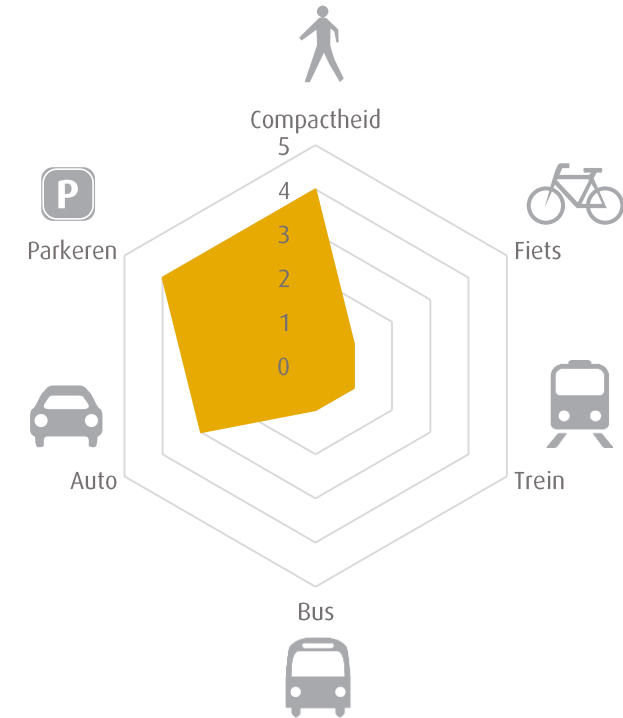 Compactheid
5
P
4
3
Parkeren
Fiets
2
1
0
Auto
Trein
Bus